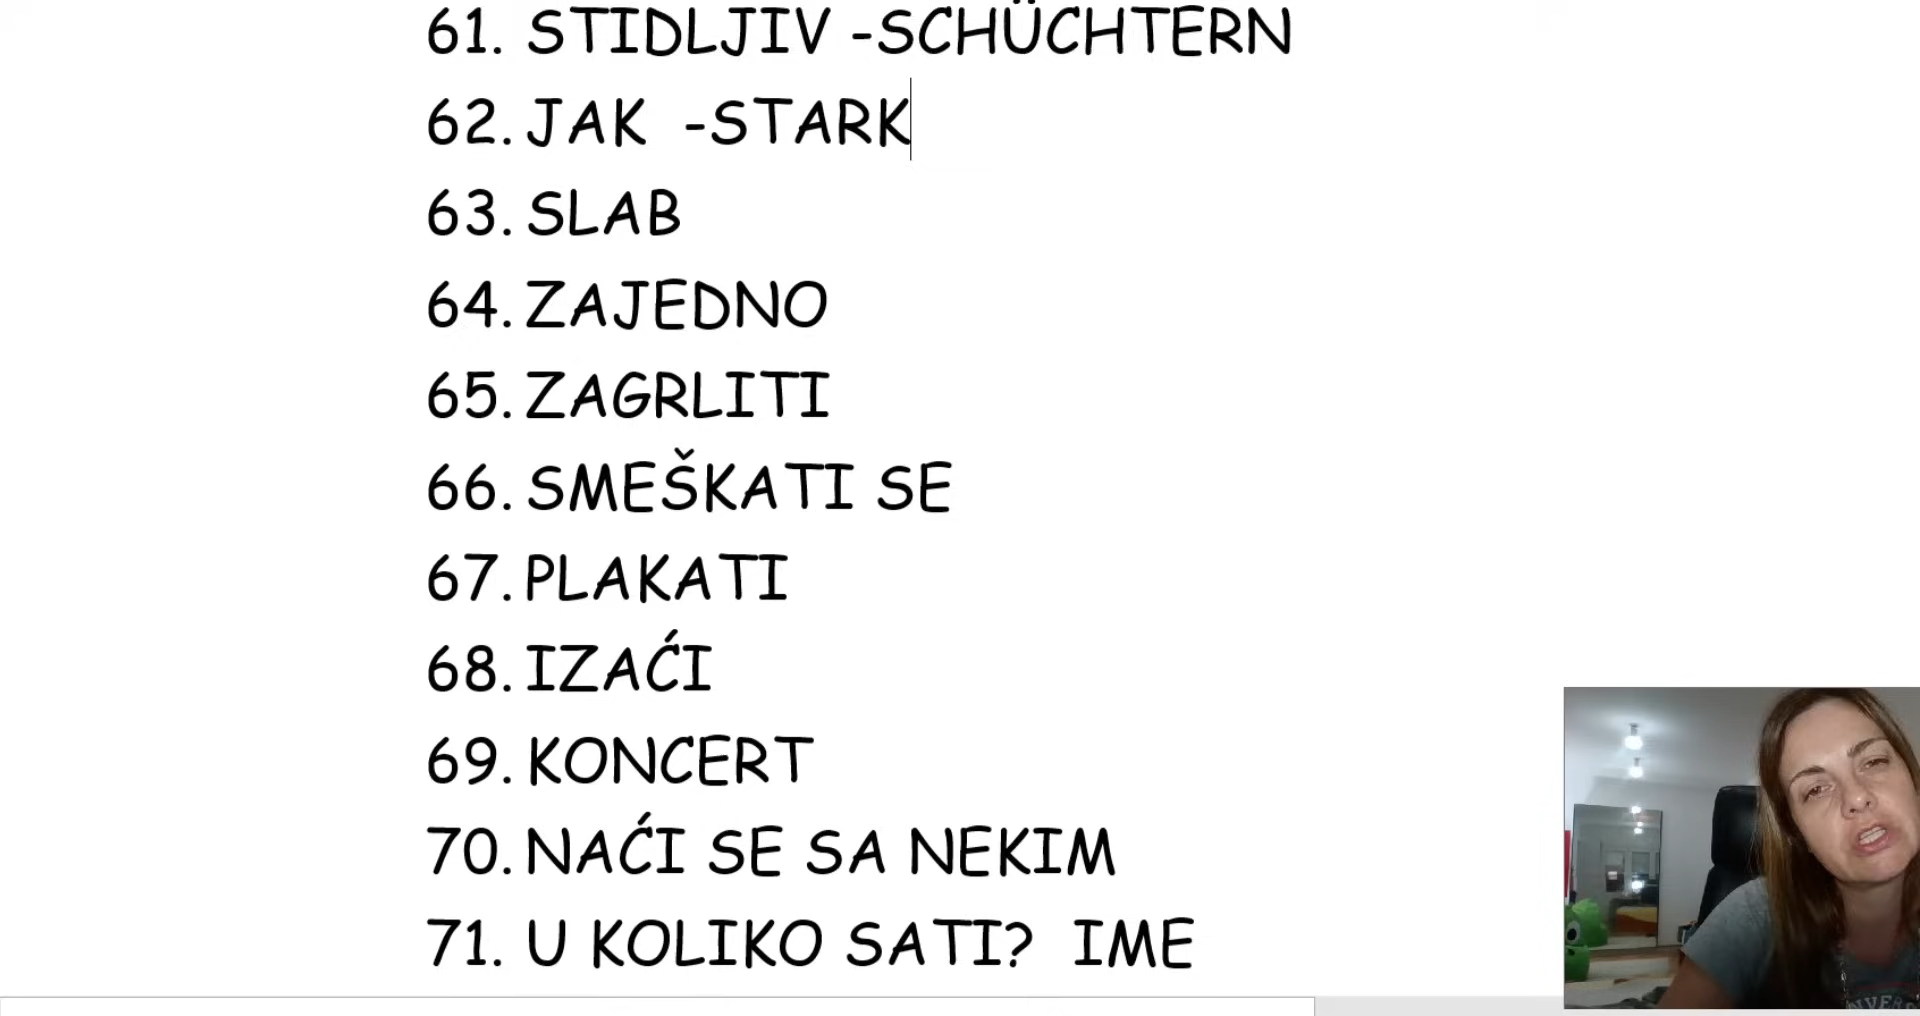 61. STIDLJIV -SCHÜCHTERN
62. JAK -STARK
63. SLAB
64. ZAJEDNO
65. ZAGRLITI
66. SMEŠKATI SE
67. PLAKATI
68. IZAĆI
69. KONCERT
70. NAĆI SE SA NEKIM
71. U KOLIKO SATI? IME